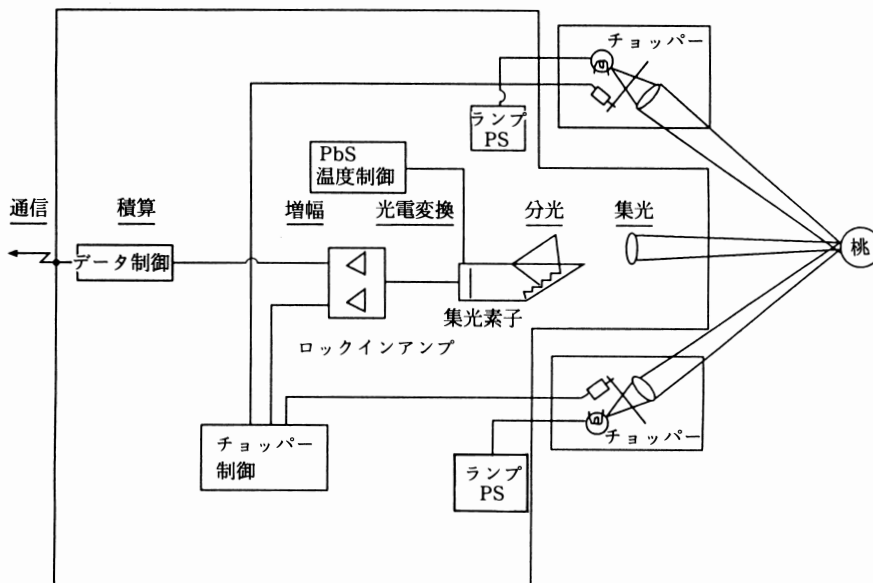 チョッパー
ランプ
PS
PbS
温度制御
通信
積算
増幅
光電変換
分光
集光
桃
データ制御
集光素子
ロックインアンプ
チョッパー
制御
チョッパー
ランプ
PS